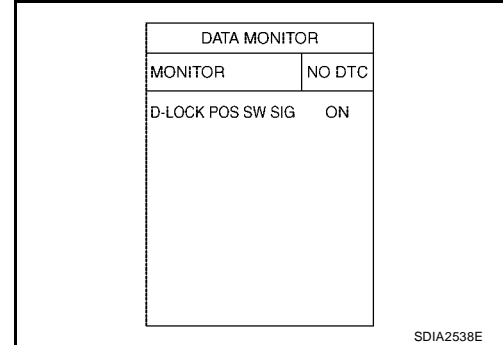 DATA MONITOR
MONITOR NO DTC
D-LOCK POS SW SIG ON
SDIA2538E